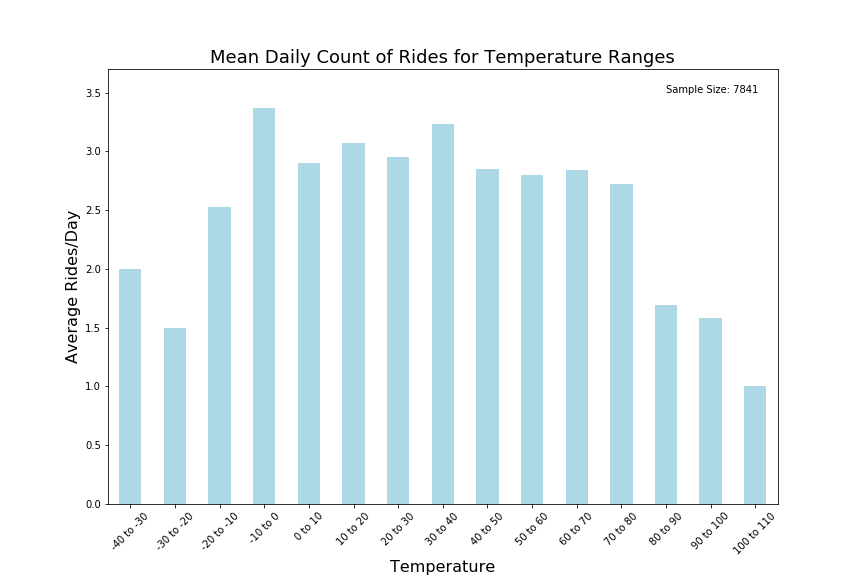 Mean Daily Count of Rides for Temperature Ranges
Sample Size: 7841
3.5
3.0
2.5
2.0
1.5
1.0
0.5
0.0
Average Rides/Day
-40 to -30
-30 to -20
-20 to -10
-10 to 0
0 to 10
10 to 20
20 to 30
30 to 40
40 to 50
50 to 60
60 to 70
70 to 80
80 to 90
90 to 100
100 to 110
Temperature